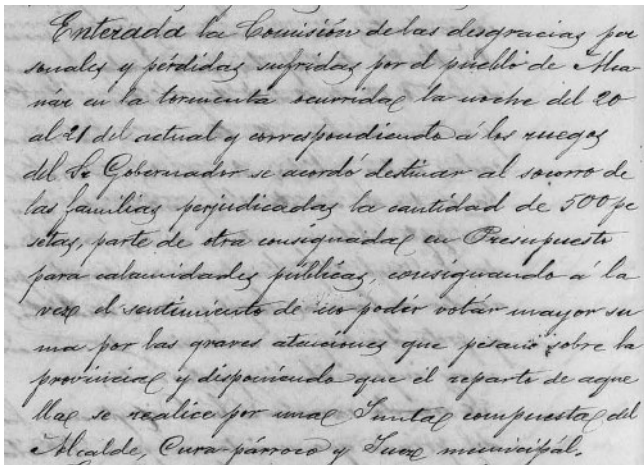 Enterada la Comisión de las desgracias per
sonales y pérdidas sufridas por el pueblo de Alca
nár en la tormenta ocurrida la noche del 20
al 21 del actual y correspondiendo á los ruegos
del Sr Gobernador se acordó destinar al socorro de
las familias perjudicadas la cantidad de 500 pe
setas, parte de otra consignada en Presupuesto
para calamidades públicas, consignando á la
vez el sentimiento de no podér votár mayor su
ma por las graves atenciones que pesan sobre la
provincia y disponiendo que el reparto de aque
lla se realice por una Junta compuesta del
Alcalde, Cura-párroco y Juez municipál.